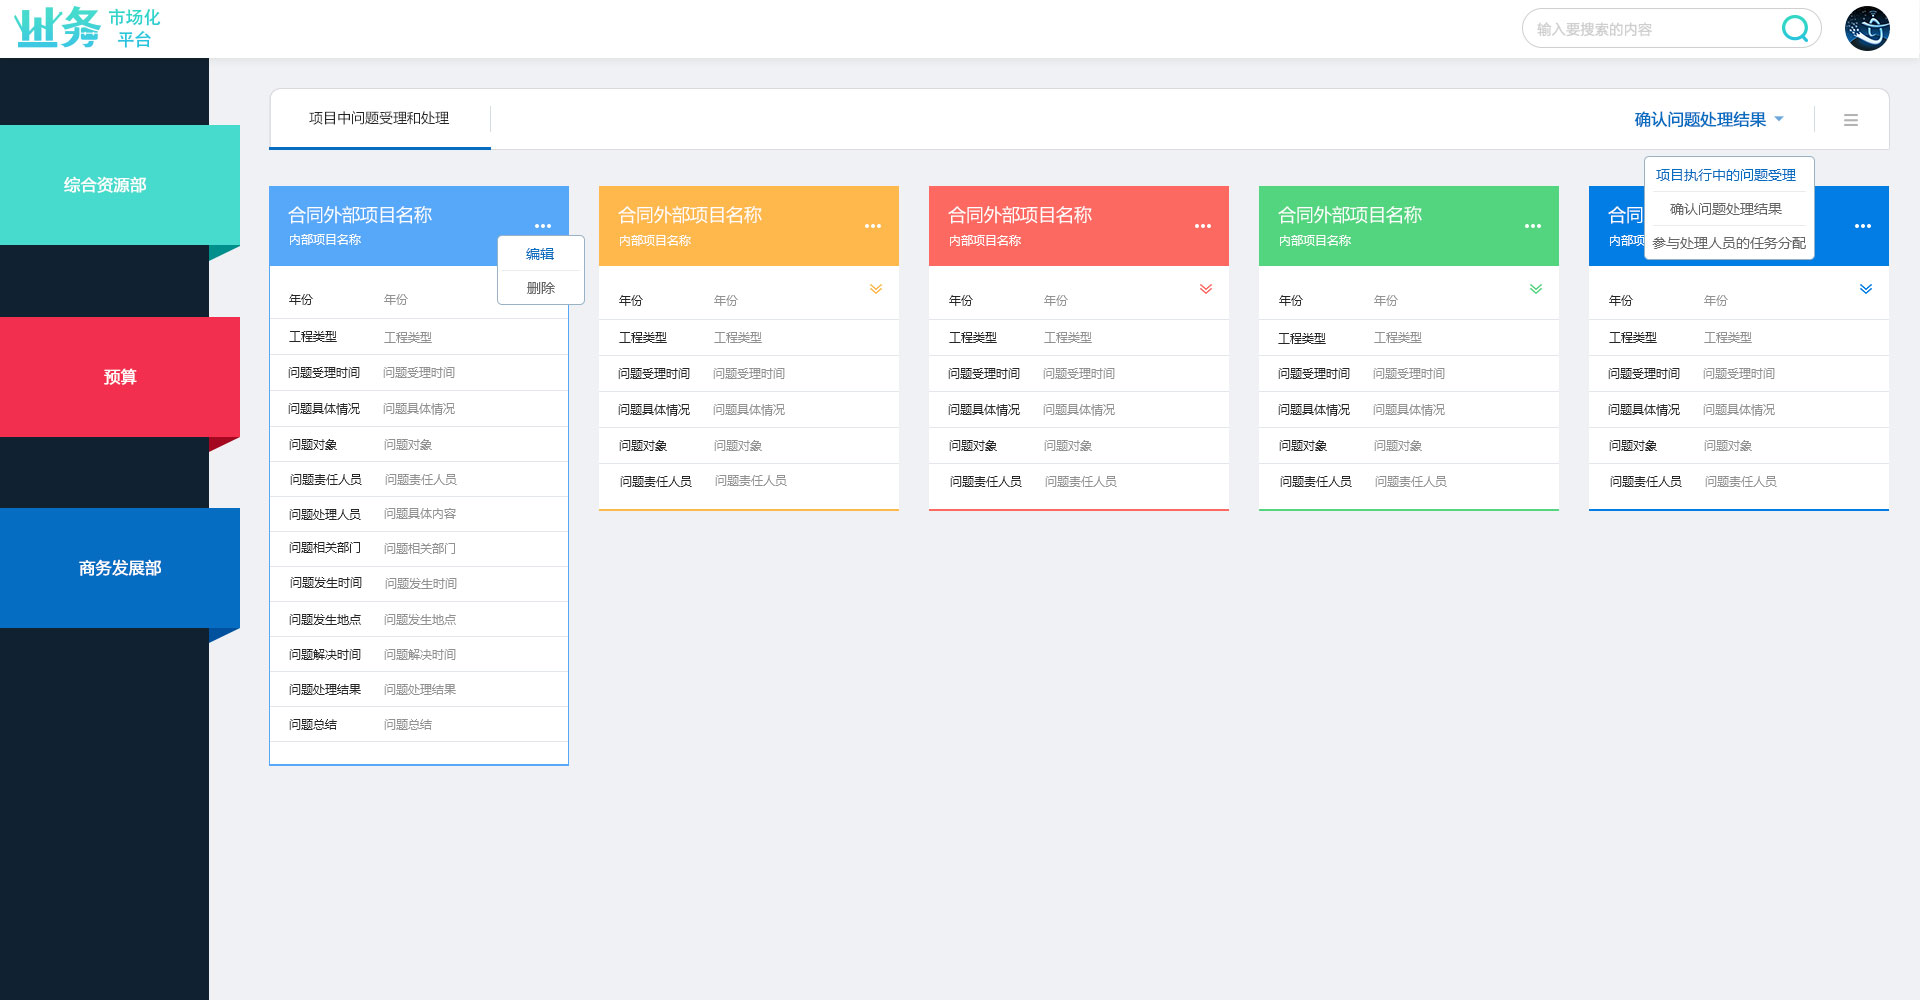 业务
市场化
平台
输入要搜索的内容
综合资源部
预算
商务发展部
项目中问题受理和处理
确认问题处理结果
项目执行中的问题受理
确认问题处理结果
参与处理人员的任务分配
合同外部项目名称
内部项目名称
编辑
删除
年份 年份
工程类型 工程类型
问题受理时间 问题受理时间
问题具体情况 问题具体情况
问题对象 问题对象
问题责任人员 问题责任人员
问题处理人员 问题具体内容
问题相关部门 问题相关部门
问题发生时间 问题发生时间
问题发生地点 问题发生地点
问题解决时间 问题解决时间
问题处理结果 问题处理结果
问题总结 问题总结
合同外部项目名称
内部项目名称
年份 年份
工程类型 工程类型
问题受理时间 问题受理时间
问题具体情况 问题具体情况
问题对象 问题对象
问题责任人员 问题责任人员
合同外部项目名称
内部项目名称
年份 年份
工程类型 工程类型
问题受理时间 问题受理时间
问题具体情况 问题具体情况
问题对象 问题对象
问题责任人员 问题责任人员
合同外部项目名称
内部项目名称
年份 年份
工程类型 工程类型
问题受理时间 问题受理时间
问题具体情况 问题具体情况
问题对象 问题对象
问题责任人员 问题责任人员
合同
内部项
年份 年份
工程类型 工程类型
问题受理时间 问题受理时间
问题具体情况 问题具体情况
问题对象 问题对象
问题责任人员 问题责任人员